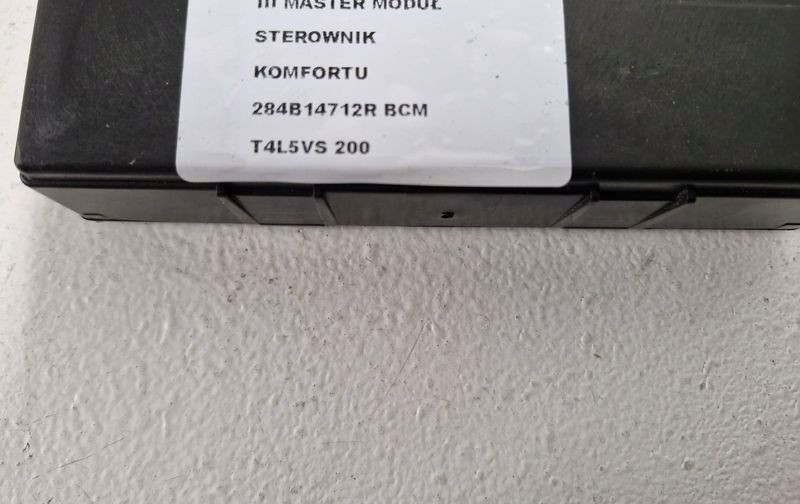 III MASTER MODUŁ
STEROWNIK
KOMFORTU
284B14712R BCM
T4L5VS 200